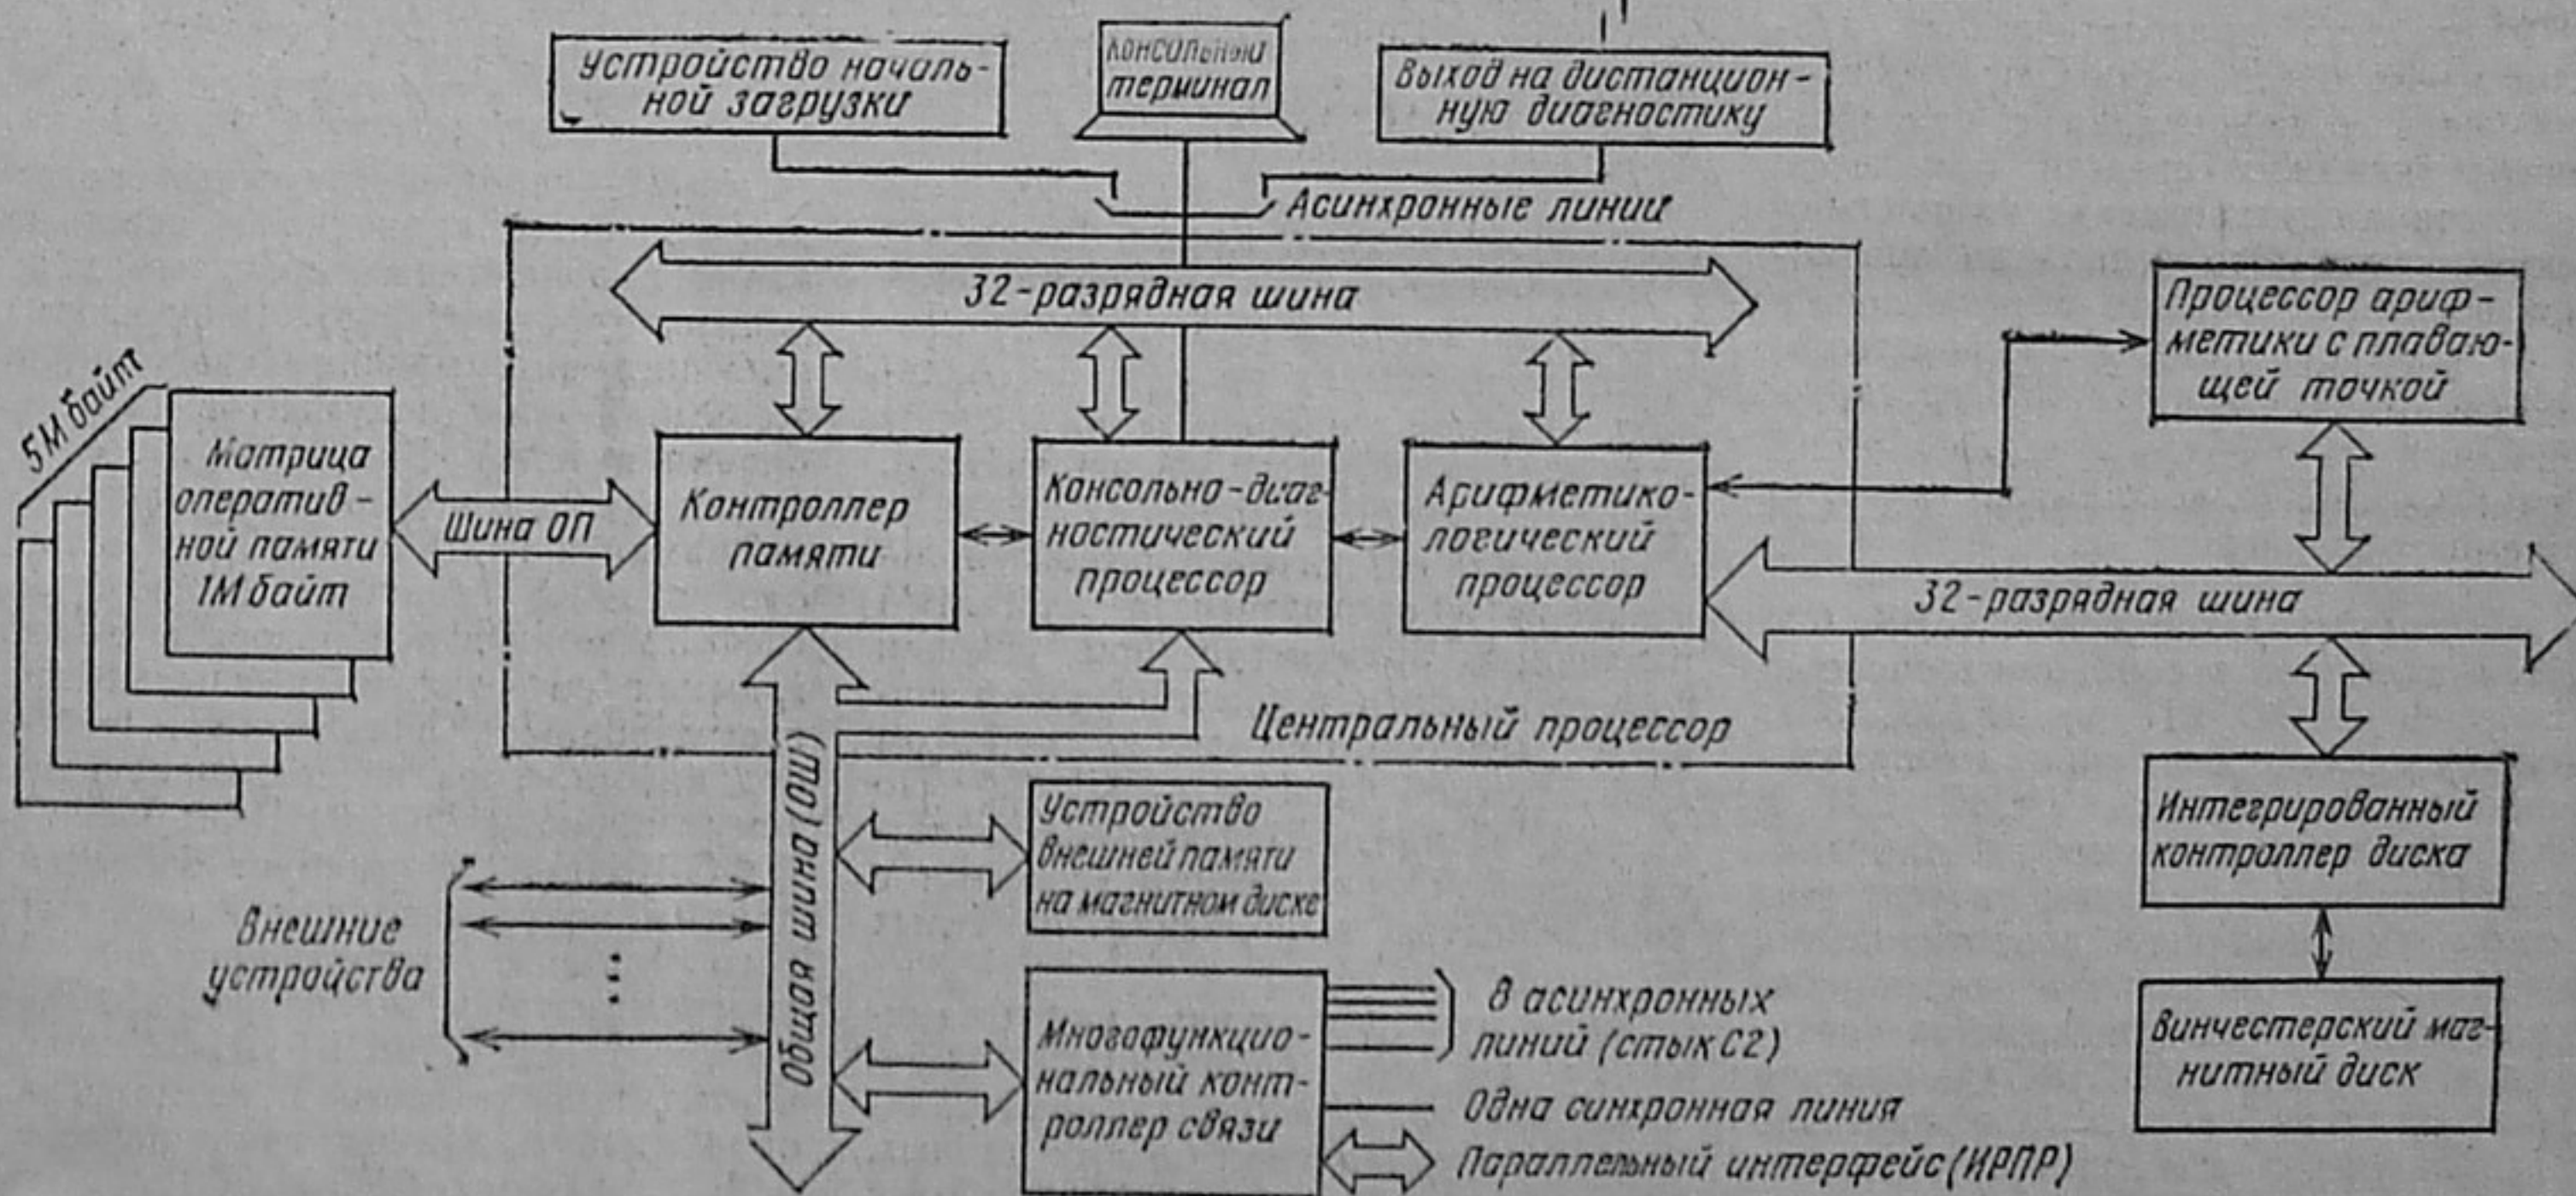 Устройство началь-
ной загрузки
Консольный
терминал
Выход на дистанцион-
ную диагностику
Асинхронные линии
32-разрядная шина
Процессор ариф-
метики с плаваю-
щей точкой
5М байт
Матрица
оператив-
ной памяти
1М байт
Шина ОП
Контроллер
памяти
Консольно-диаг-
ностический
процессор
Арифметико-
логический
процессор
32-разрядная шина
Центральный процессор
Общая шина (ОШ)
Устройство
внешней памяти
на магнитном диске
Интегрированный
контроллер диска
Внешние
устройства
...
Многофункцио-
нальный конт-
роллер связи
8 асинхронных
линий (стык С2)
Одна синхронная линия
Параллельный интерфейс (ИРПР)
Винчестерский маг-
нитный диск